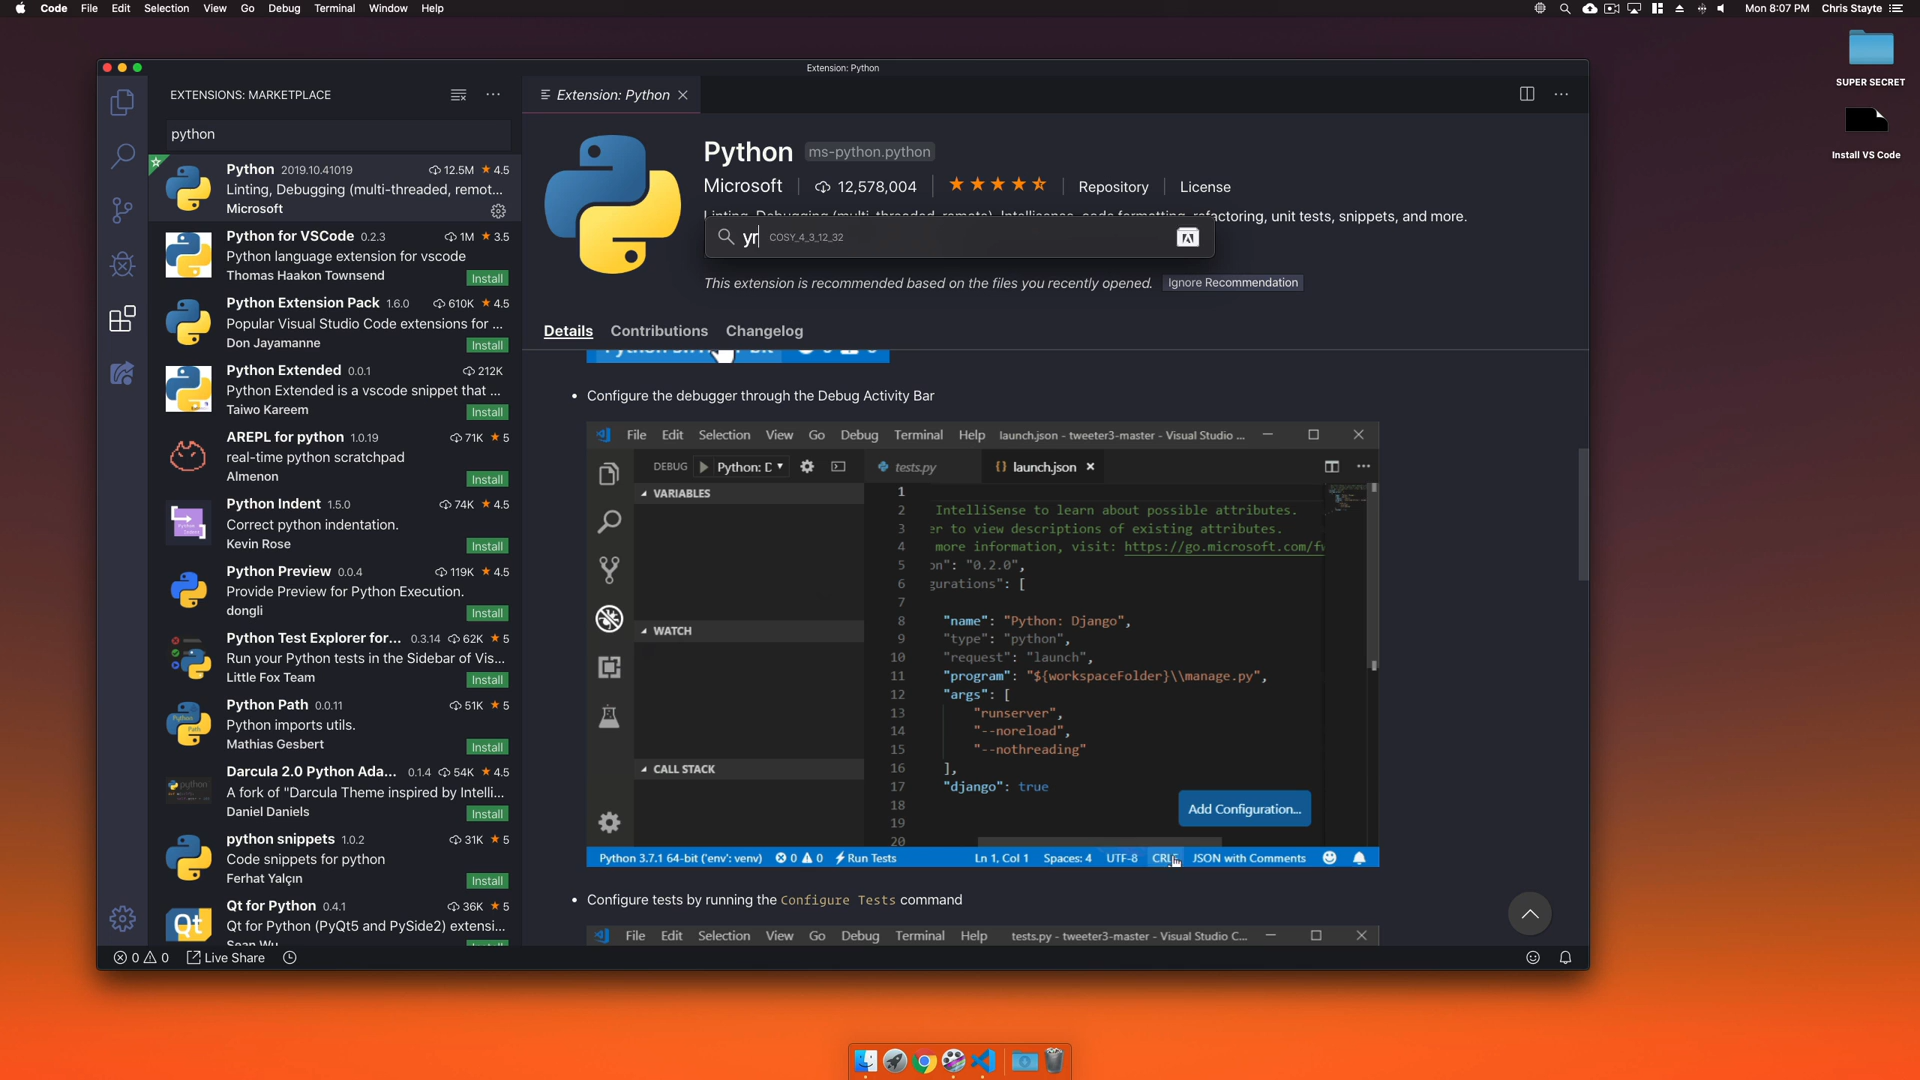 Code File Edit Selection View Go Debug Terminal Window Help
Mon 8:07 PM Chris Stayte
SUPER SECRET
Install VS Code
Extension: Python
EXTENSIONS: MARKETPLACE
python
Python 2019.10.41019 12.5M 4.5
Linting, Debugging (multi-threaded, remot...
Microsoft
Python for VSCode 0.2.3 1M 3.5
Python language extension for vscode
Thomas Haakon Townsend Install
Python Extension Pack 1.6.0 610K 4.5
Popular Visual Studio Code extensions for ...
Don Jayamanne Install
Python Extended 0.0.1 212K
Python Extended is a vscode snippet that ...
Taiwo Kareem Install
AREPL for python 1.0.19 71K 5
real-time python scratchpad
Almenon Install
Python Indent 1.5.0 74K 4.5
Correct python indentation.
Kevin Rose Install
Python Preview 0.0.4 119K 4.5
Provide Preview for Python Execution.
dongli Install
Python Test Explorer for... 0.3.14 62K 5
Run your Python tests in the Sidebar of Vis...
Little Fox Team Install
Python Path 0.0.11 51K 5
Python imports utils.
Mathias Gesbert Install
Darcula 2.0 Python Ada... 0.1.4 54K 4.5
A fork of "Darcula Theme inspired by Intelli...
Daniel Daniels Install
python snippets 1.0.2 31K 5
Code snippets for python
Ferhat Yalçın Install
Qt for Python 0.4.1 36K 5
Qt for Python (PyQt5 and PySide2) extensi...
Sean Wu
Extension: Python
Python ms-python.python
Microsoft 12,578,004 Repository License
Linting, Debugging (multi-threaded, remote), Intellisense, code formatting, refactoring, unit tests, snippets, and more.
yr COSY_4_3_12_32
This extension is recommended based on the files you recently opened. Ignore Recommendation
Details Contributions Changelog
Configure the debugger through the Debug Activity Bar
File Edit Selection View Go Debug Terminal Help launch.json - tweeter3-master - Visual Studio ...
DEBUG Python: D tests.py {} launch.json
VARIABLES
WATCH
CALL STACK
1
2 IntelliSense to learn about possible attributes.
3 er to view descriptions of existing attributes.
4 more information, visit: https://go.microsoft.com/fw
5 on": "0.2.0",
6 gurations": [
7
8 "name": "Python: Django",
9 "type": "python",
10 "request": "launch",
11 "program": "${workspaceFolder}\\manage.py",
12 "args": [
13 "runserver",
14 "--noreload",
15 "--nothreading"
16 ],
17 "django": true
18
19
20
Add Configuration...
Python 3.7.1 64-bit ('env': venv) 0 0 Run Tests Ln 1, Col 1 Spaces: 4 UTF-8 CRLF JSON with Comments
Configure tests by running the Configure Tests command
File Edit Selection View Go Debug Terminal Help tests.py - tweeter3-master - Visual Studio C...
0 0 Live Share